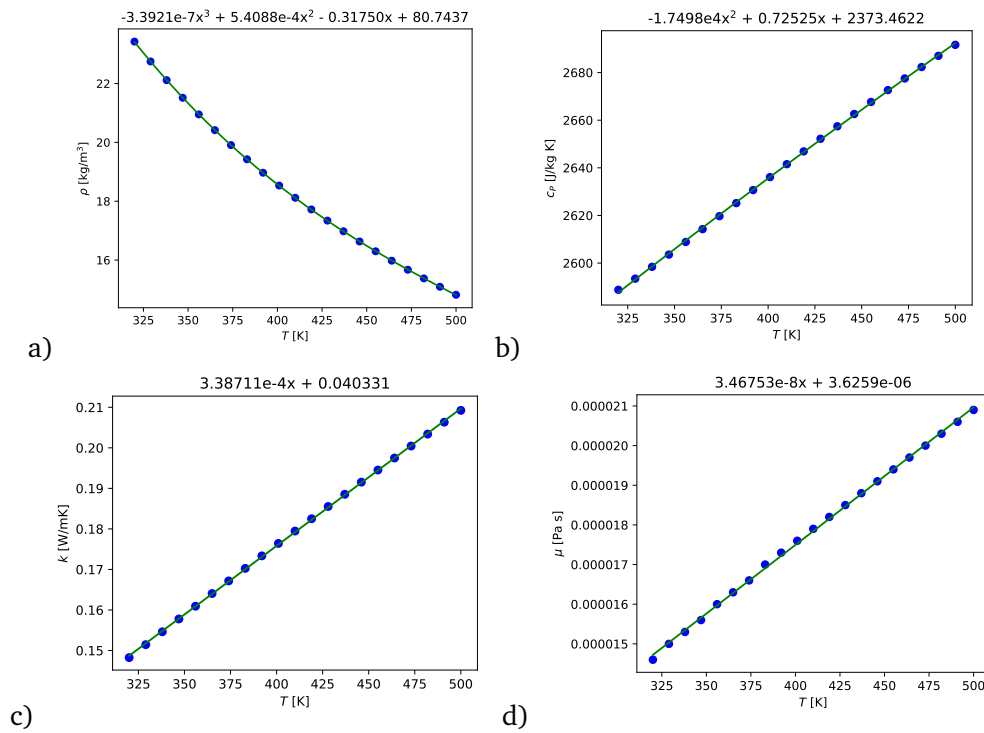 -3.3921e-7x³ + 5.4088e-4x² - 0.31750x + 80.7437
22
20
18
16
ρ [kg/m³]
325 350 375 400 425 450 475 500
T [K]
a)
-1.7498e4x² + 0.72525x + 2373.4622
2680
2660
2640
2620
2600
c_P [J/kg K]
325 350 375 400 425 450 475 500
T [K]
b)
3.38711e-4x + 0.040331
0.21
0.20
0.19
0.18
0.17
0.16
0.15
k [W/mK]
325 350 375 400 425 450 475 500
T [K]
c)
3.46753e-8x + 3.6259e-06
0.000021
0.000020
0.000019
0.000018
0.000017
0.000016
0.000015
μ [Pa s]
325 350 375 400 425 450 475 500
T [K]
d)